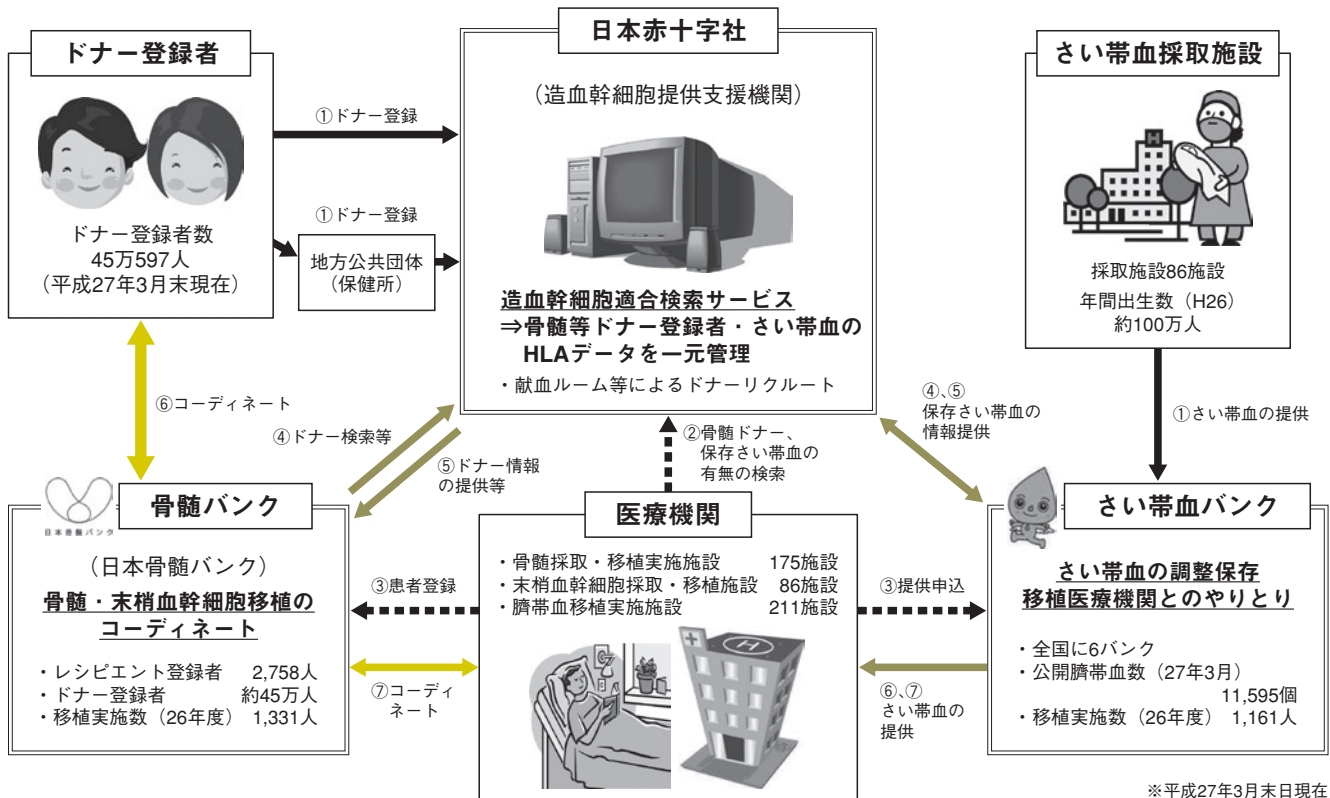 ドナー登録者
ドナー登録者数
45万597人
（平成27年3月末現在）
①ドナー登録
①ドナー登録
地方公共団体
（保健所）
日本赤十字社
（造血幹細胞提供支援機関）
造血幹細胞適合検索サービス
⇒骨髄等ドナー登録者・さい帯血の
HLAデータを一元管理
・献血ルーム等によるドナーリクルート
さい帯血採取施設
H
採取施設86施設
年間出生数（H26）
約100万人
⑥コーディネート
④ドナー検索等
⑤ドナー情報
の提供等
②骨髄ドナー、
保存さい帯血の
有無の検索
④、⑤
保存さい帯血の
情報提供
①さい帯血の提供
日本骨髄バンク
骨髄バンク
（日本骨髄バンク）
骨髄・末梢血幹細胞移植の
コーディネート
・レシピエント登録者 2,758人
・ドナー登録者 約45万人
・移植実施数（26年度） 1,331人
③患者登録
⑦コーディ
ネート
医療機関
・骨髄採取・移植実施施設 175施設
・末梢血幹細胞採取・移植施設 86施設
・臍帯血移植実施施設 211施設
H
③提供申込
⑥、⑦
さい帯血の
提供
さい帯血バンク
さい帯血の調整保存
移植医療機関とのやりとり
・全国に6バンク
・公開臍帯血数（27年3月）
11,595個
・移植実施数（26年度） 1,161人
※平成27年3月末日現在